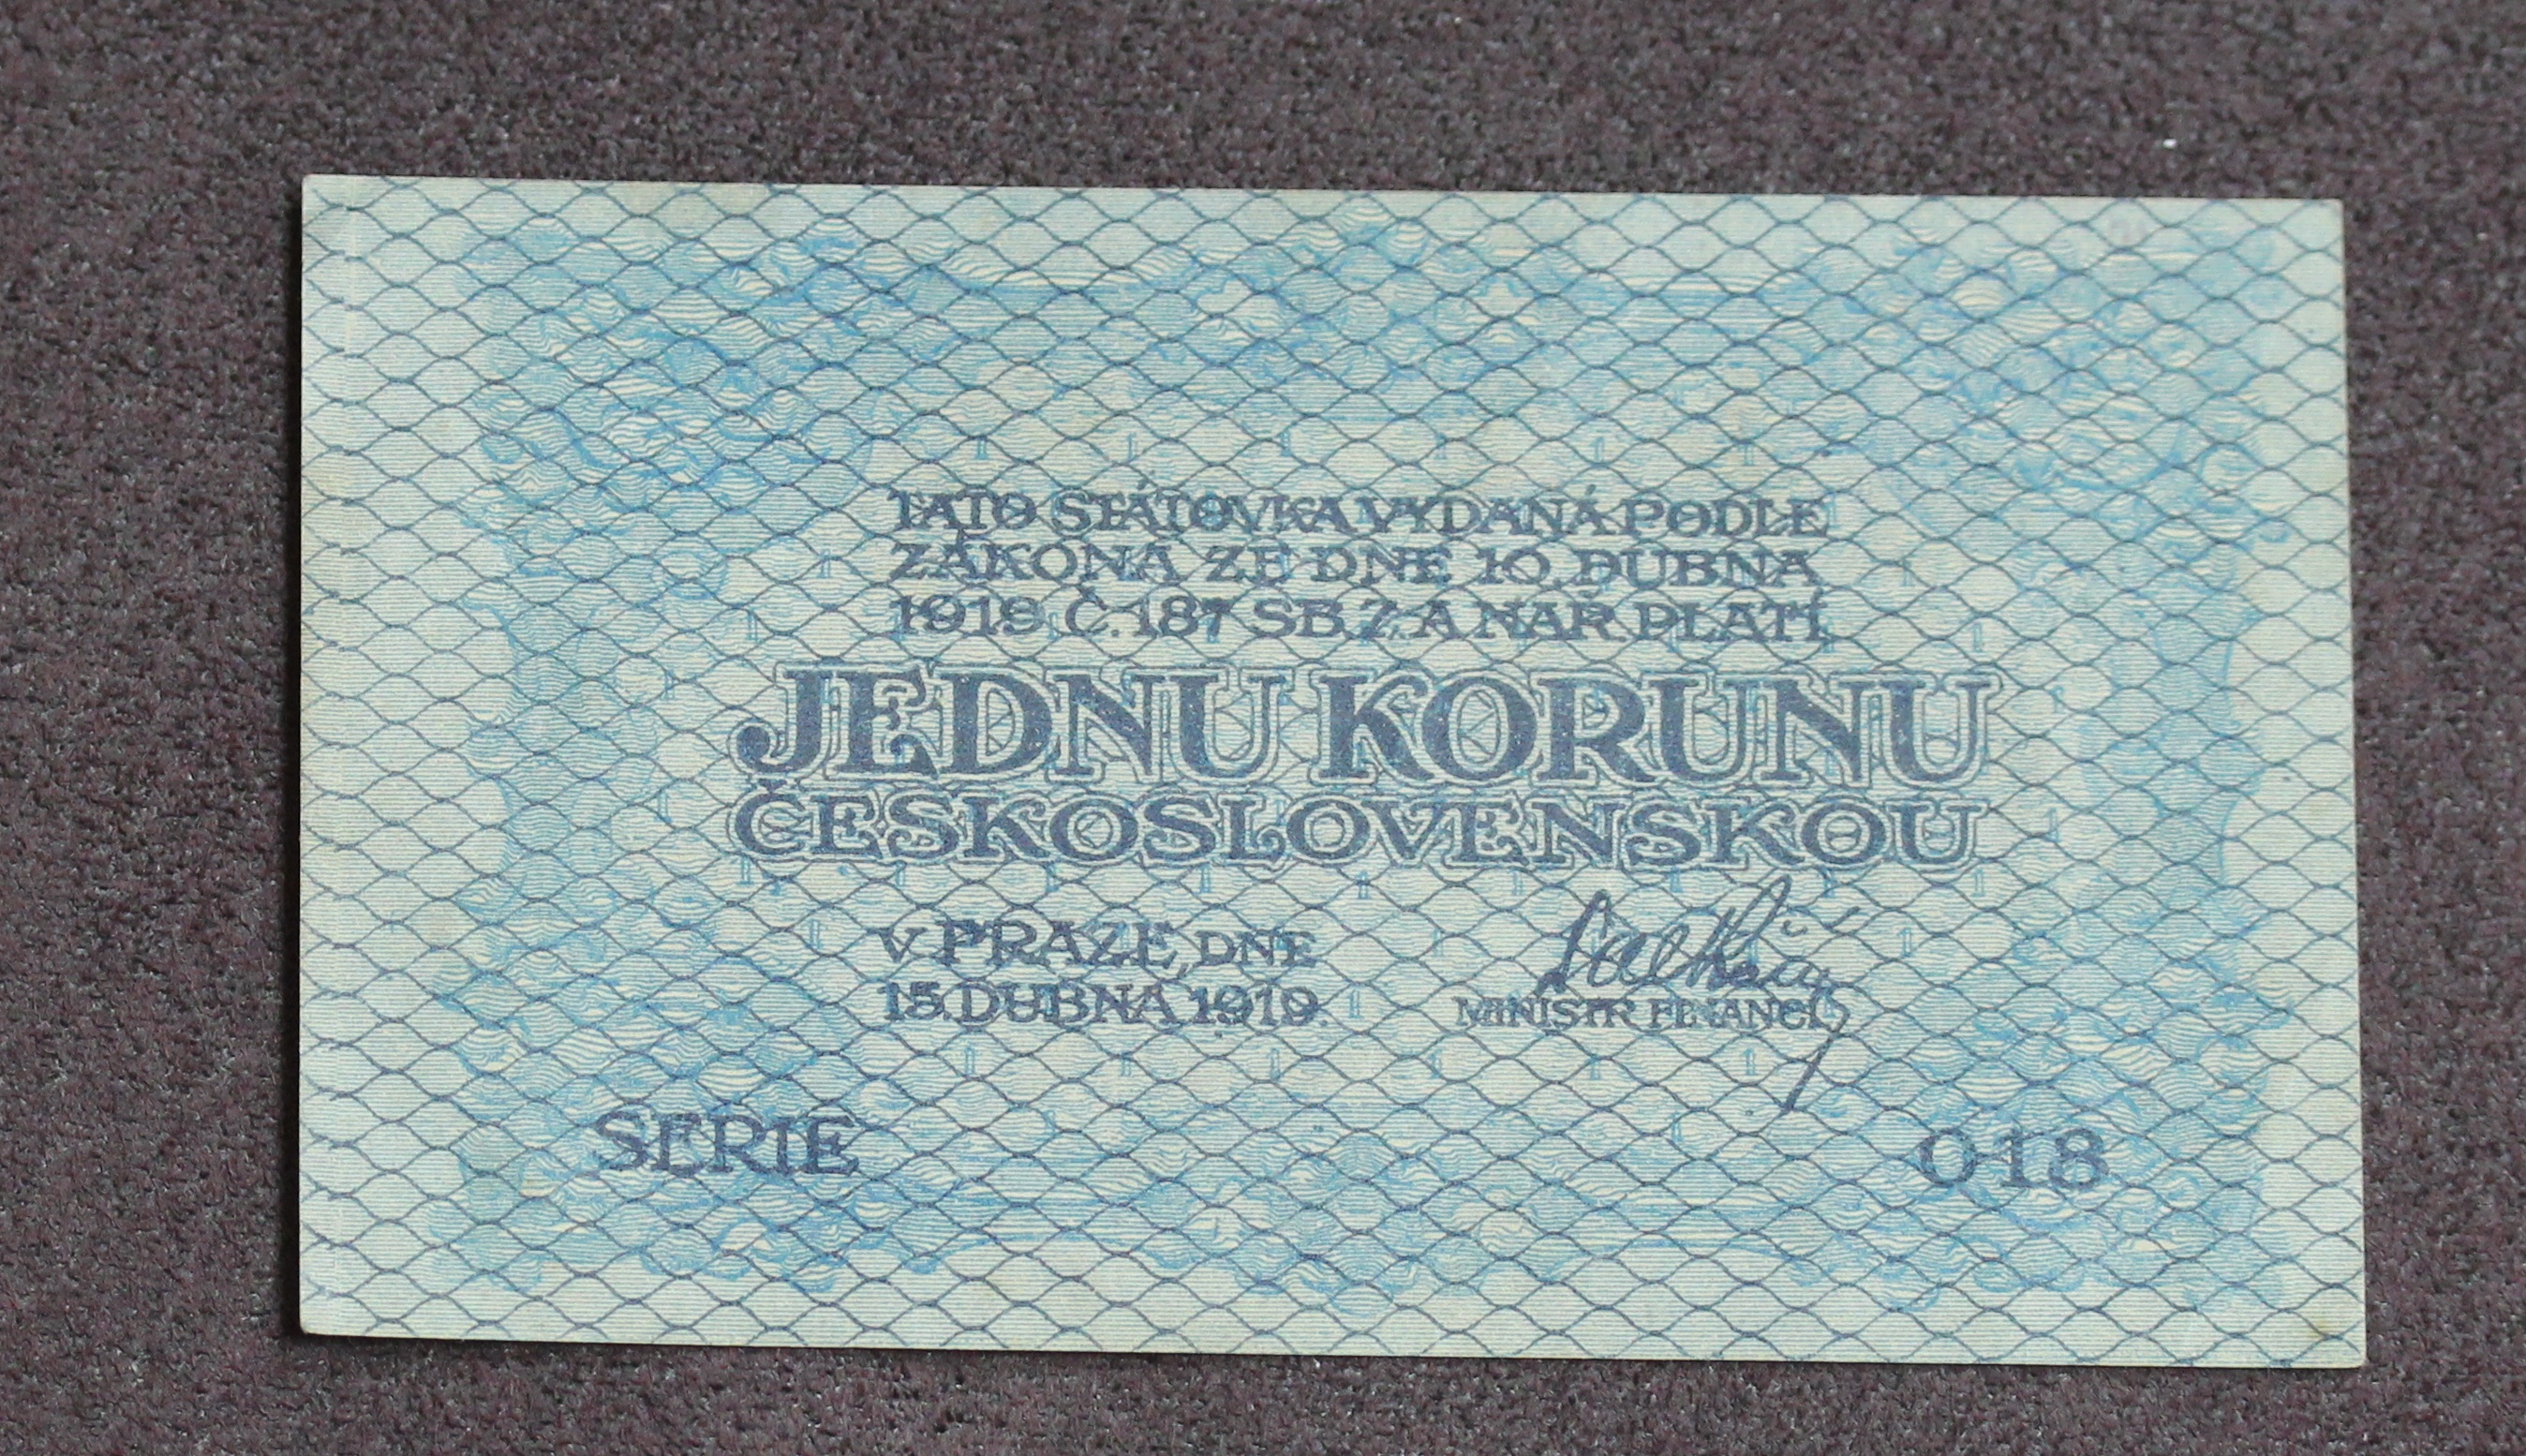 TATO STÁTOVKA VYDANÁ PODLE
ZÁKONA ZE DNE 10. DUBNA
1919 Č. 187 SB. Z. A NAŘ. PLATÍ
JEDNU KORUNU
ČESKOSLOVENSKOU
V PRAZE, DNE
15. DUBNA 1919.
MINISTR FINANCÍ
SERIE
018